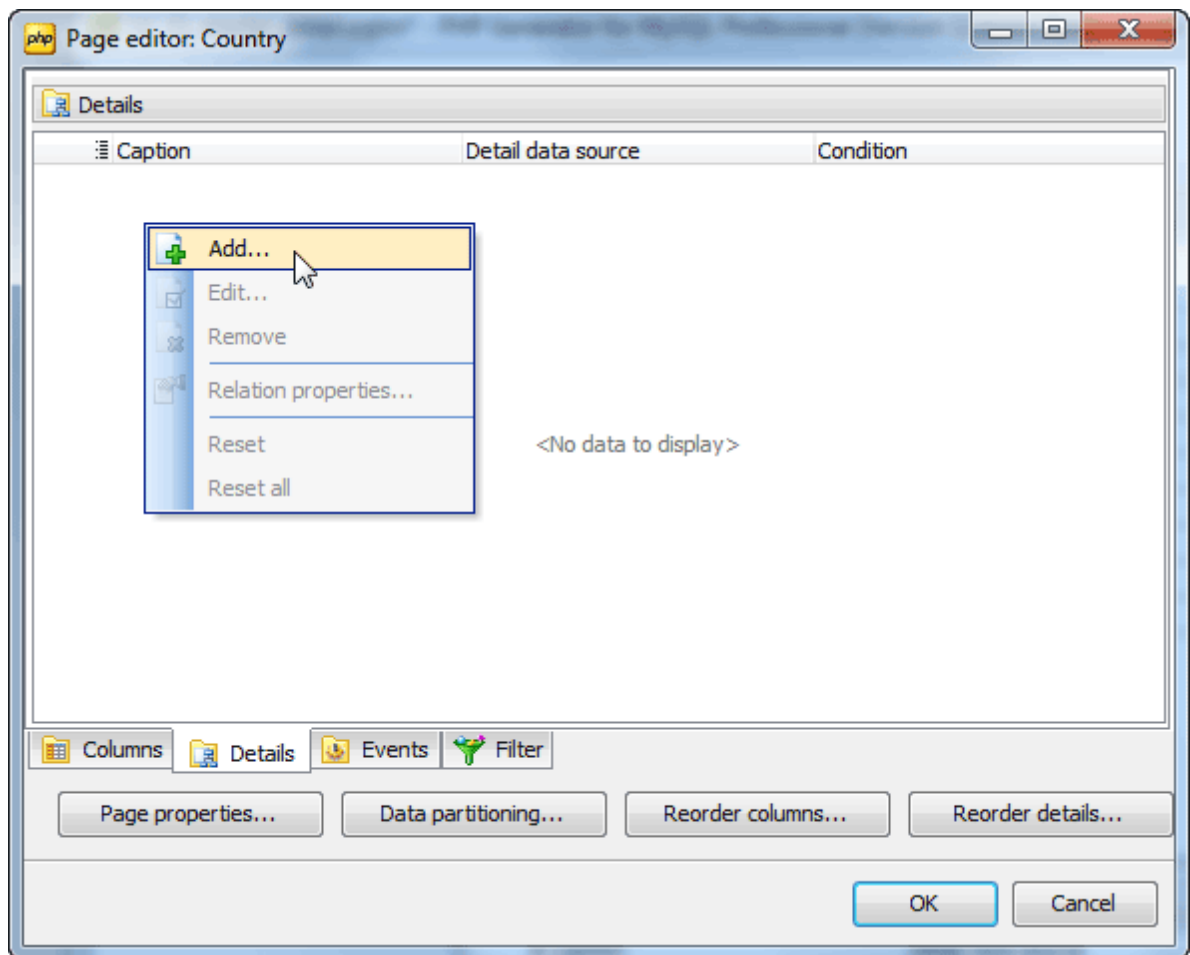 php Page editor: Country
Details
Caption Detail data source Condition
Add...
Edit...
Remove
Relation properties...
Reset
<No data to display>
Reset all
Columns Details Events Filter
Page properties... Data partitioning... Reorder columns... Reorder details...
OK Cancel